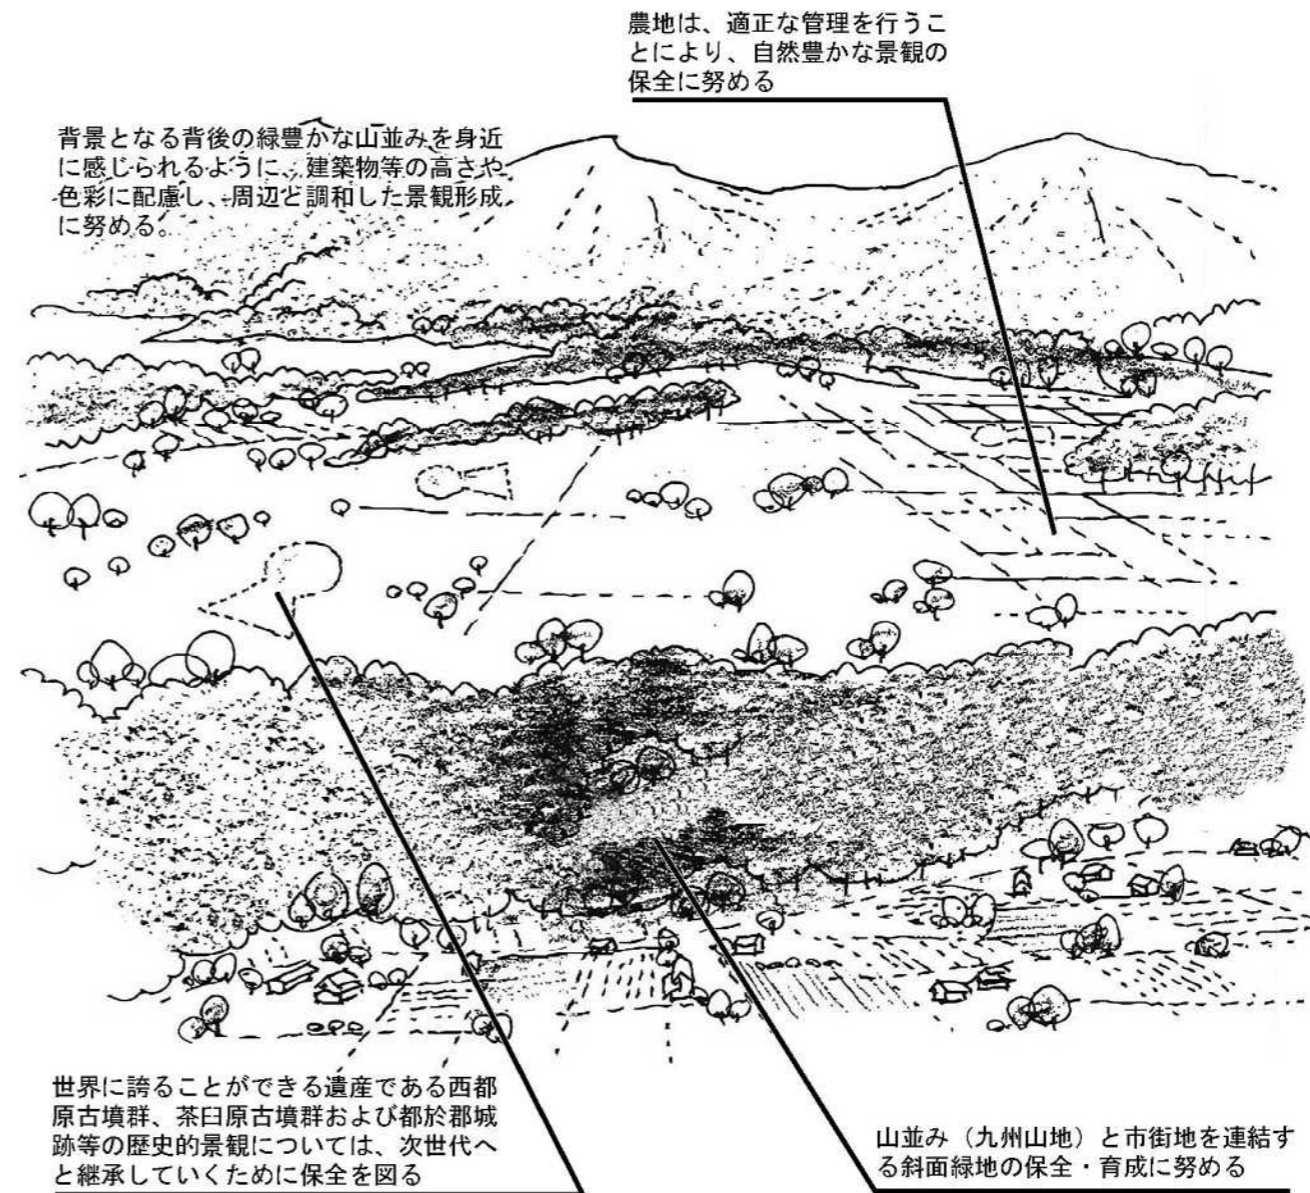 農地は、適正な管理を行うこ
とにより、自然豊かな景観の
保全に努める
背景となる背後の緑豊かな山並みを身近
に感じられるように、建築物等の高さや
色彩に配慮し、周辺と調和した景観形成
に努める。
世界に誇ることができる遺産である西都
原古墳群、茶臼原古墳群および都於郡城
跡等の歴史的景観については、次世代へ
と継承していくために保全を図る
山並み（九州山地）と市街地を連結す
る斜面緑地の保全・育成に努める